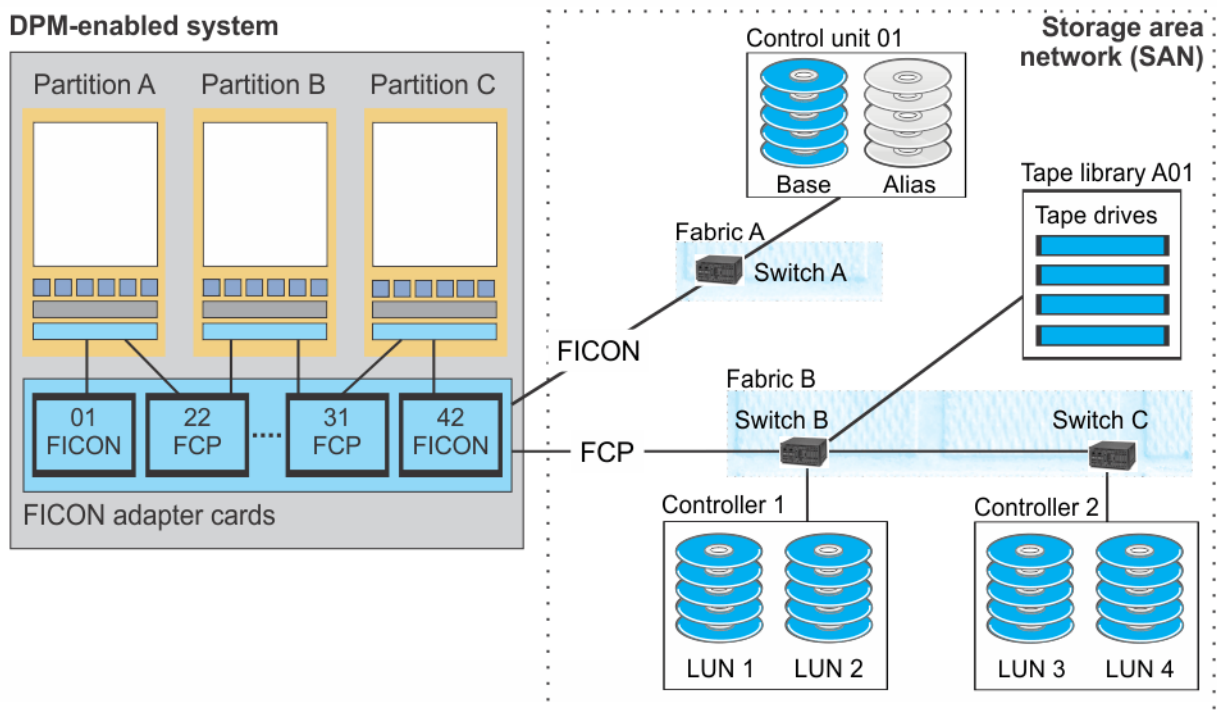 DPM-enabled system
Partition A
Partition B
Partition C
01
FICON
22
FCP
....
31
FCP
42
FICON
FICON adapter cards
Storage area
network (SAN)
Control unit 01
Base
Alias
Tape library A01
Tape drives
Fabric A
Switch A
FICON
Fabric B
Switch B
Switch C
FCP
Controller 1
LUN 1
LUN 2
Controller 2
LUN 3
LUN 4